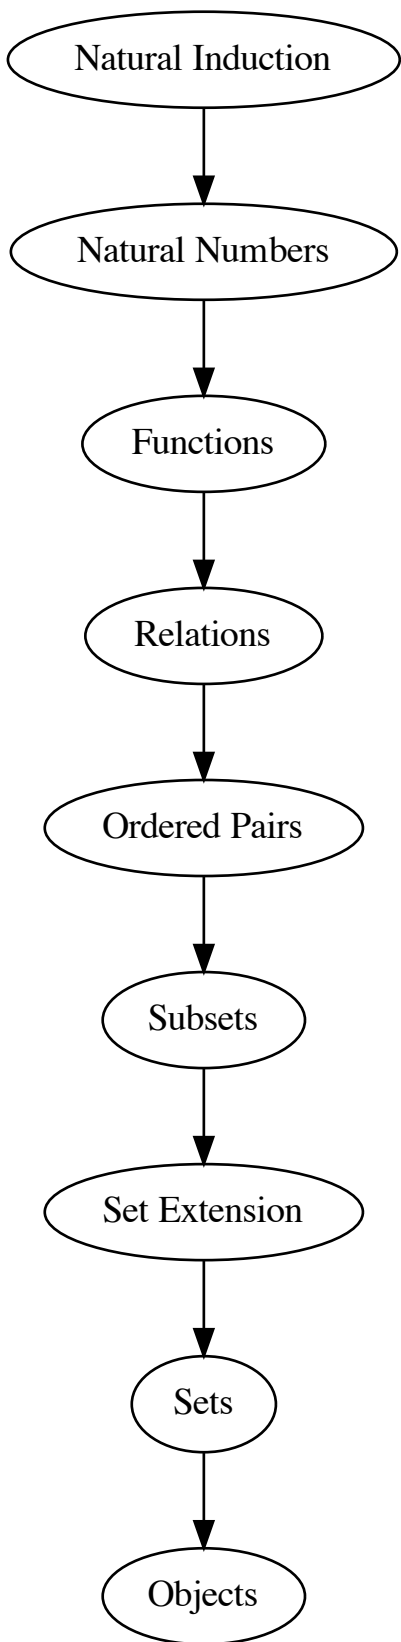 Natural Induction
Natural Numbers
Functions
Relations
Ordered Pairs
Subsets
Set Extension
Sets
Objects